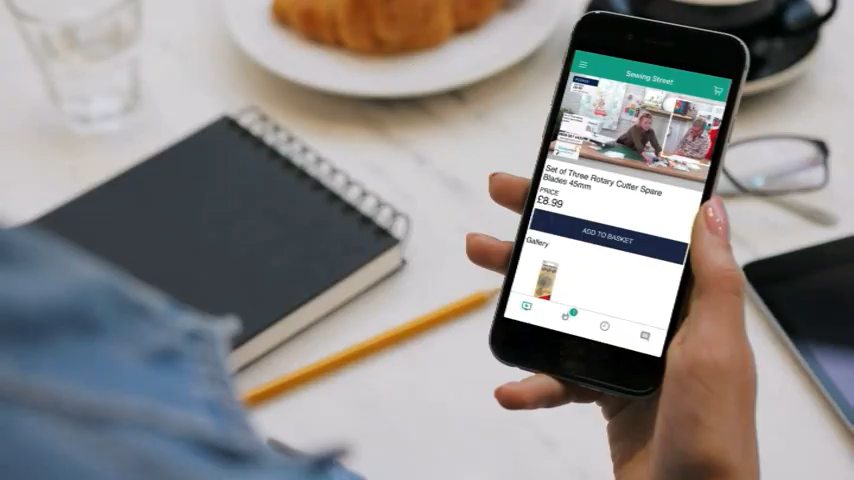 Sewing Street
Set of Three Rotary Cutter Spare
Blades 45mm
PRICE
£8.99
ADD TO BASKET
Gallery